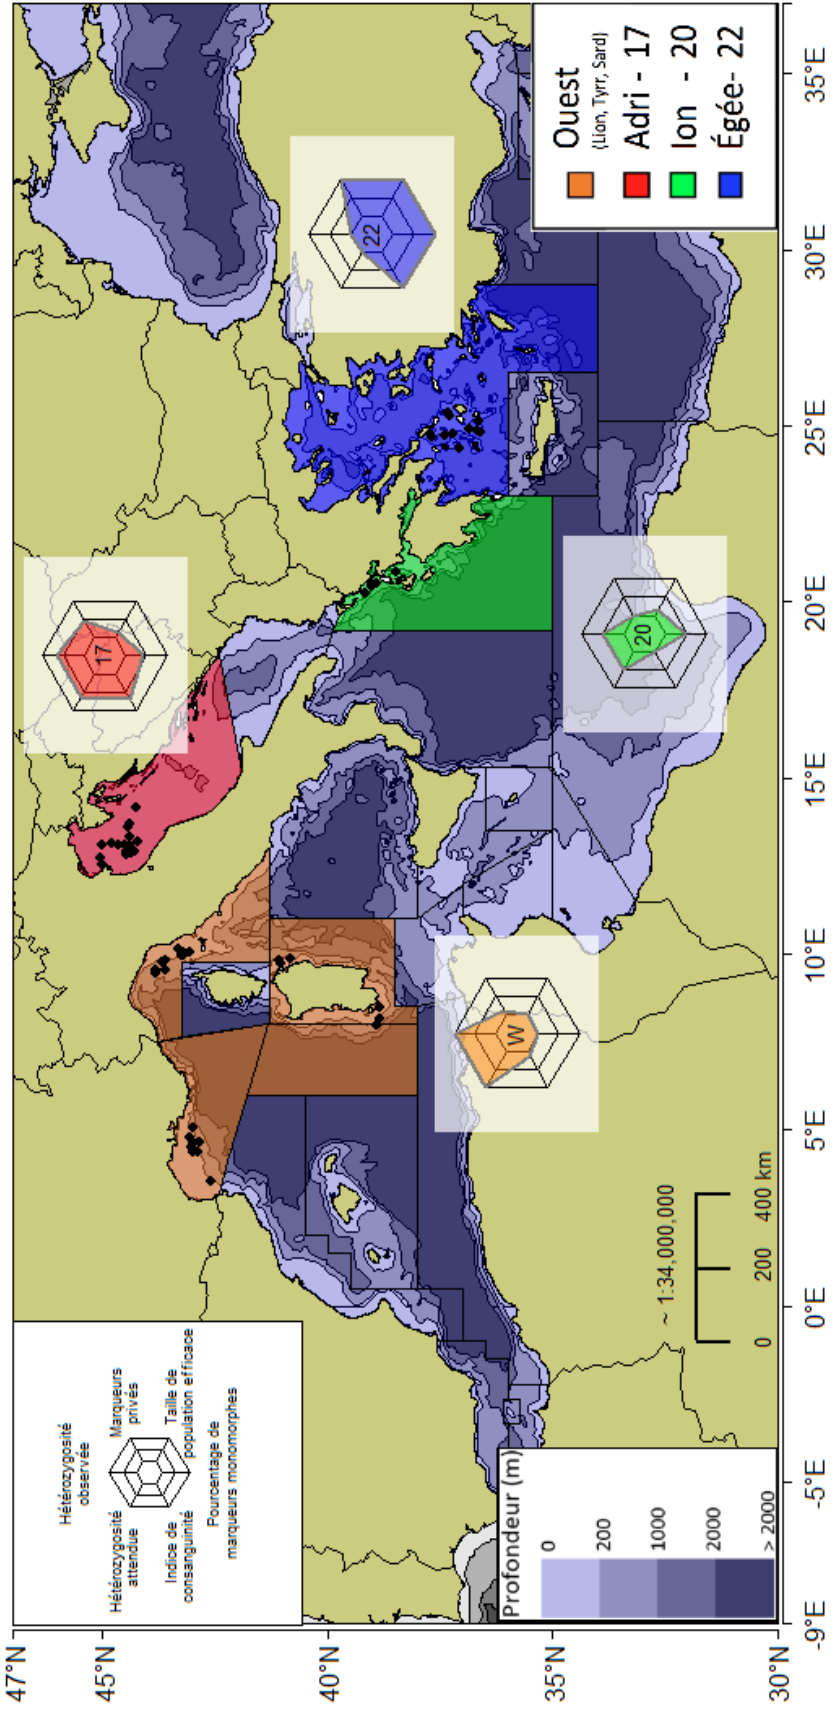 Hétérozygosité
observée
Hétérozygosité
attendue
Marqueurs
privés
Indice de
consanguinité
Taille de
population efficace
Pourcentage de
marqueurs monomorphes
17
22
W
20
Ouest
(Lion, Tyrr, Sard)
Adri - 17
Ion - 20
Égée- 22
Profondeur (m)
0
200
1000
2000
> 2000
~ 1:34,000,000
0 200 400 km
47°N
45°N
40°N
35°N
30°N
-9°E -5°E 0°E 5°E 10°E 15°E 20°E 25°E 30°E 35°E